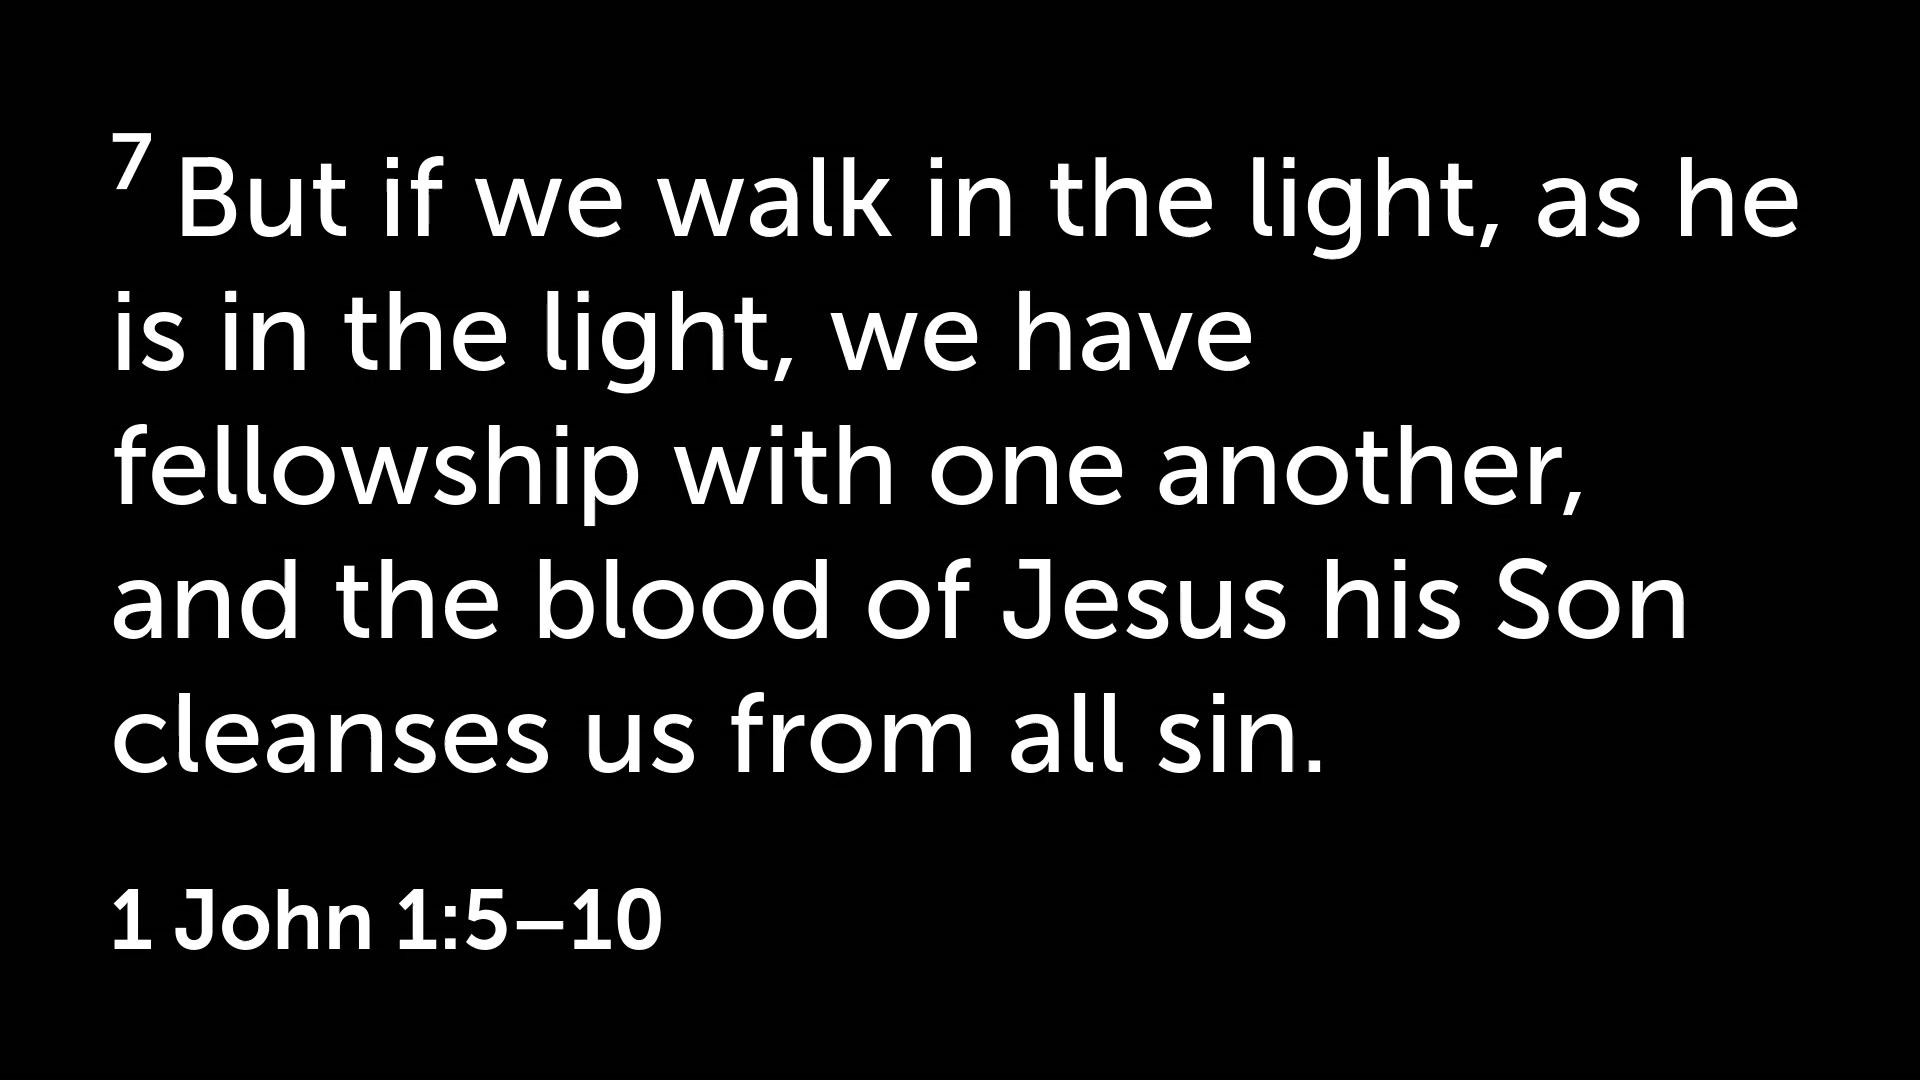 7 But if we walk in the light, as he
is in the light, we have
fellowship with one another,
and the blood of Jesus his Son
cleanses us from all sin.
1 John 1:5–10